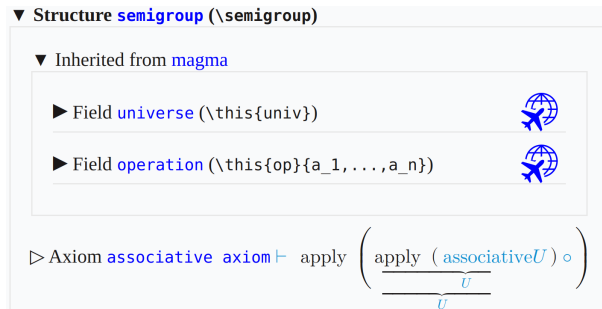 ▼ Structure semigroup (\semigroup)
▼ Inherited from magma
▶ Field universe (\this{univ})
▶ Field operation (\this{op}{a_1,...,a_n})
▷ Axiom associative axiom ⊢ apply ( apply ( associativeU ) ∘ )
U
U